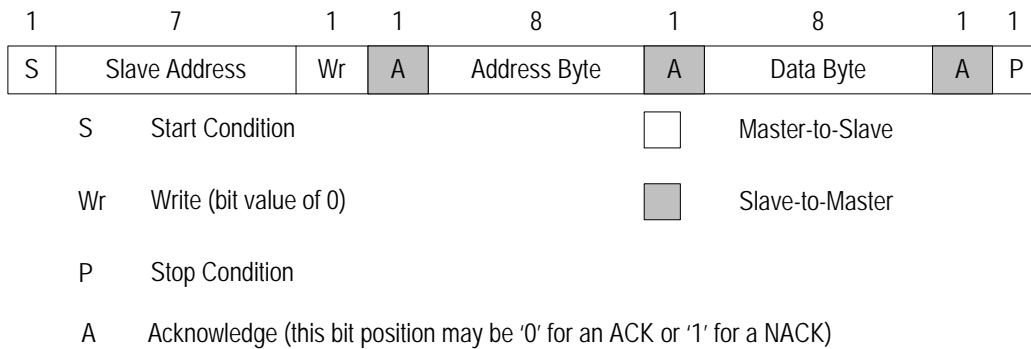 1 7 1 1 8 1 8 1 1
S Slave Address Wr A Address Byte A Data Byte A P
S Start Condition Master-to-Slave
Wr Write (bit value of 0) Slave-to-Master
P Stop Condition
A Acknowledge (this bit position may be ‘0’ for an ACK or ‘1’ for a NACK)